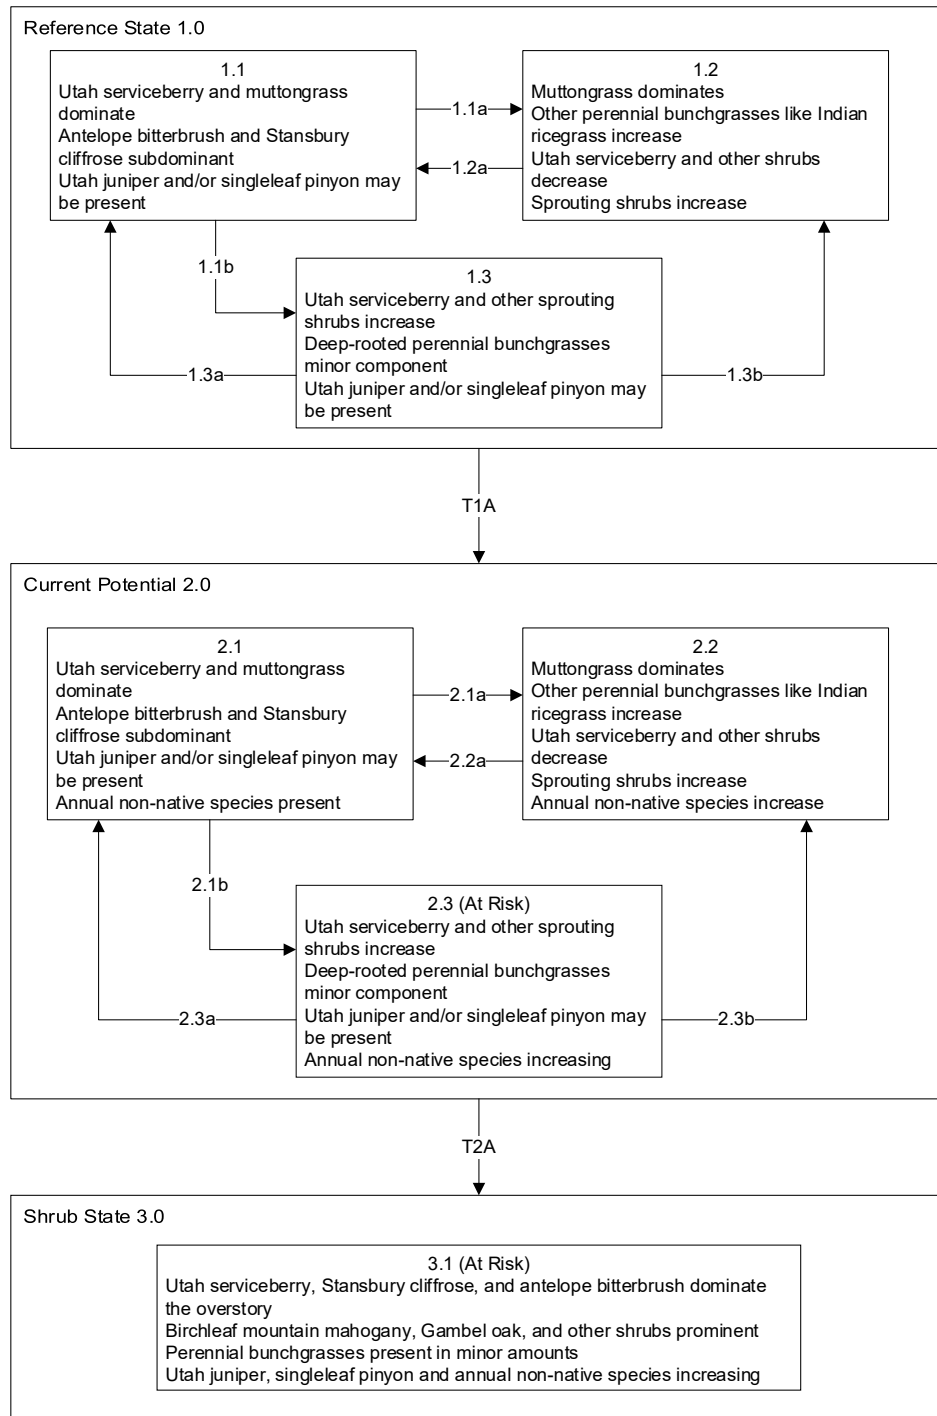 Reference State 1.0
1.1
Utah serviceberry and muttongrass
dominate
Antelope bitterbrush and Stansbury
cliffrose subdominant
Utah juniper and/or singleleaf pinyon may
be present
1.1a
1.2a
1.2
Muttongrass dominates
Other perennial bunchgrasses like Indian
ricegrass increase
Utah serviceberry and other shrubs
decrease
Sprouting shrubs increase
1.1b
1.3
Utah serviceberry and other sprouting
shrubs increase
Deep-rooted perennial bunchgrasses
minor component
Utah juniper and/or singleleaf pinyon may
be present
1.3a
1.3b
T1A
Current Potential 2.0
2.1
Utah serviceberry and muttongrass
dominate
Antelope bitterbrush and Stansbury
cliffrose subdominant
Utah juniper and/or singleleaf pinyon may
be present
Annual non-native species present
2.1a
2.2a
2.2
Muttongrass dominates
Other perennial bunchgrasses like Indian
ricegrass increase
Utah serviceberry and other shrubs
decrease
Sprouting shrubs increase
Annual non-native species increase
2.1b
2.3 (At Risk)
Utah serviceberry and other sprouting
shrubs increase
Deep-rooted perennial bunchgrasses
minor component
Utah juniper and/or singleleaf pinyon may
be present
Annual non-native species increasing
2.3a
2.3b
T2A
Shrub State 3.0
3.1 (At Risk)
Utah serviceberry, Stansbury cliffrose, and antelope bitterbrush dominate
the overstory
Birchleaf mountain mahogany, Gambel oak, and other shrubs prominent
Perennial bunchgrasses present in minor amounts
Utah juniper, singleleaf pinyon and annual non-native species increasing